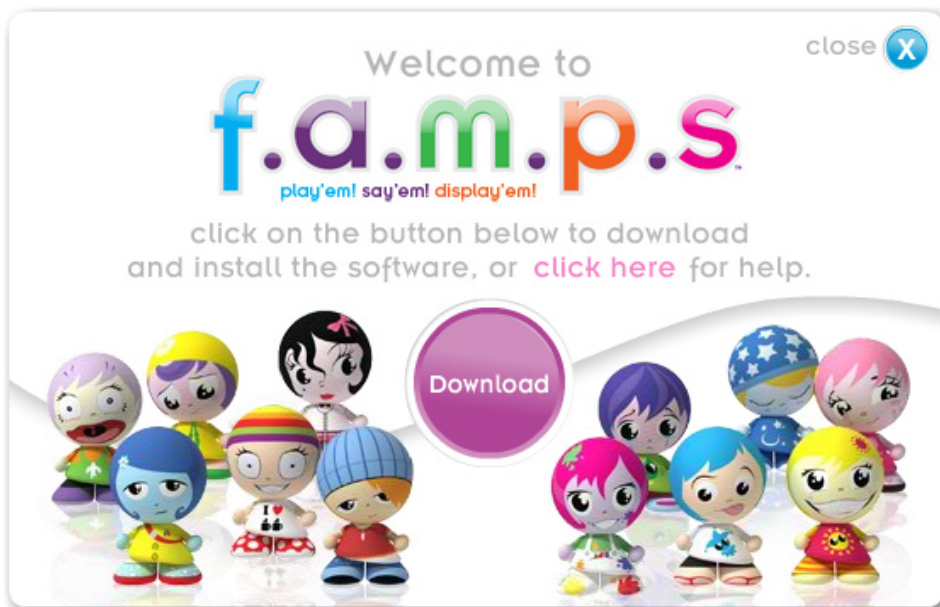 close X
Welcome to
f.a.m.p.s™
play'em! say'em! display'em!
click on the button below to download
and install the software, or click here for help.
Download
I ♥